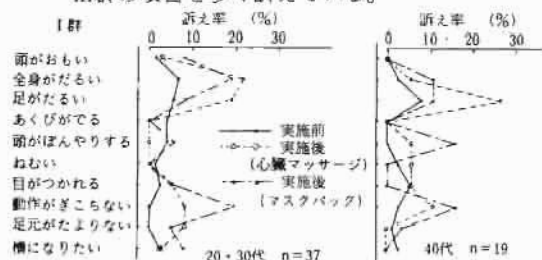 I群
訴え率 (%)
0 10 20 30
訴え率 (%)
0 10 20 30
頭がおもい
全身がだるい
足がだるい
あくびがでる
頭がぼんやりする
ねむい
目がつかれる
動作がぎこちない
足元がたよりない
横になりたい
実施前
実施後
(心臓マッサージ)
実施後
(マスクバッグ)
20・30代 n=37
40代 n=19